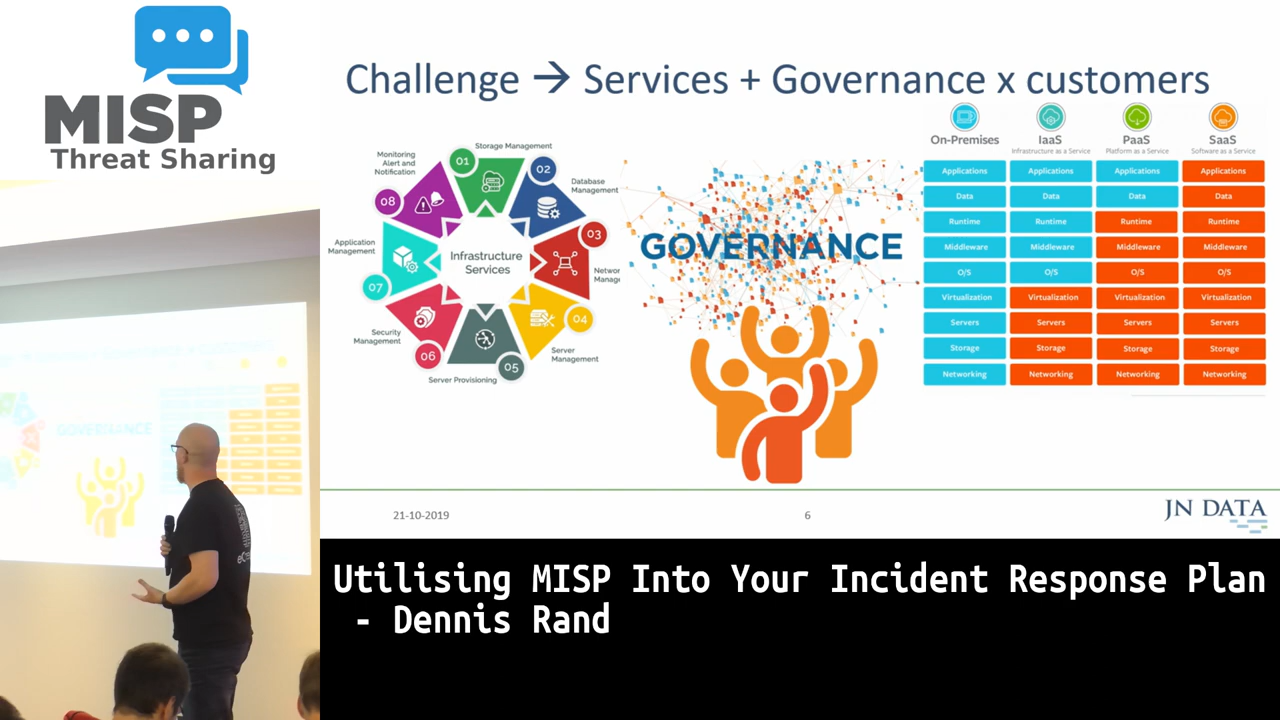 MISP
Threat Sharing
Challenge → Services + Governance x customers
Infrastructure
Services
01
Storage Management
02
Database
Management
03
Networ
Manag
04
Server
Management
05
Server Provisioning
06
Security
Management
07
Application
Management
08
Monitoring
Alert and
Notification
GOVERNANCE
On-Premises
Applications
Data
Runtime
Middleware
O/S
Virtualization
Servers
Storage
Networking
IaaS
Infrastructure as a Service
Applications
Data
Runtime
Middleware
O/S
Virtualization
Servers
Storage
Networking
PaaS
Platform as a Service
Applications
Data
Runtime
Middleware
O/S
Virtualization
Servers
Storage
Networking
SaaS
Software as a Service
Applications
Data
Runtime
Middleware
O/S
Virtualization
Servers
Storage
Networking
21-10-2019
6
JN DATA
GOVERNANCE
Utilising MISP Into Your Incident Response Plan
- Dennis Rand